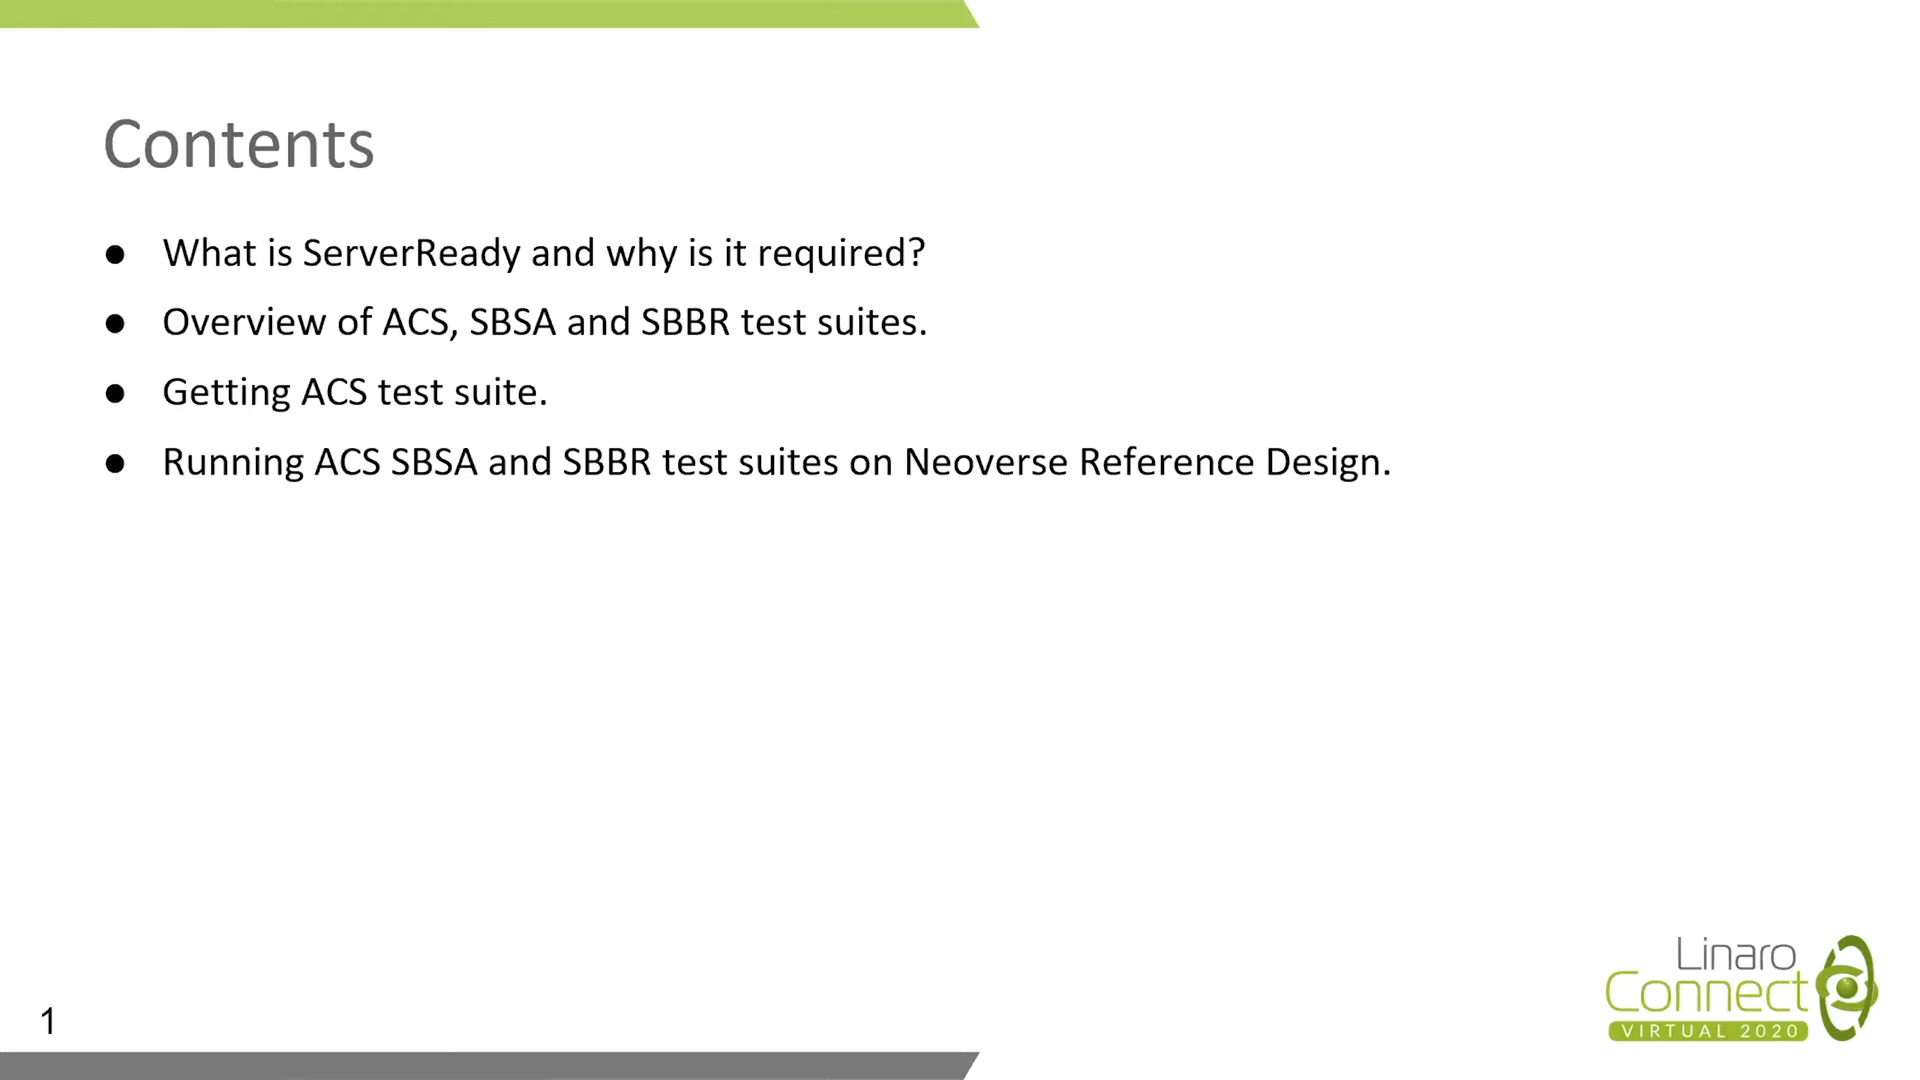 Contents
● What is ServerReady and why is it required?
● Overview of ACS, SBSA and SBBR test suites.
● Getting ACS test suite.
● Running ACS SBSA and SBBR test suites on Neoverse Reference Design.
Linaro
Connect
VIRTUAL 2020
1